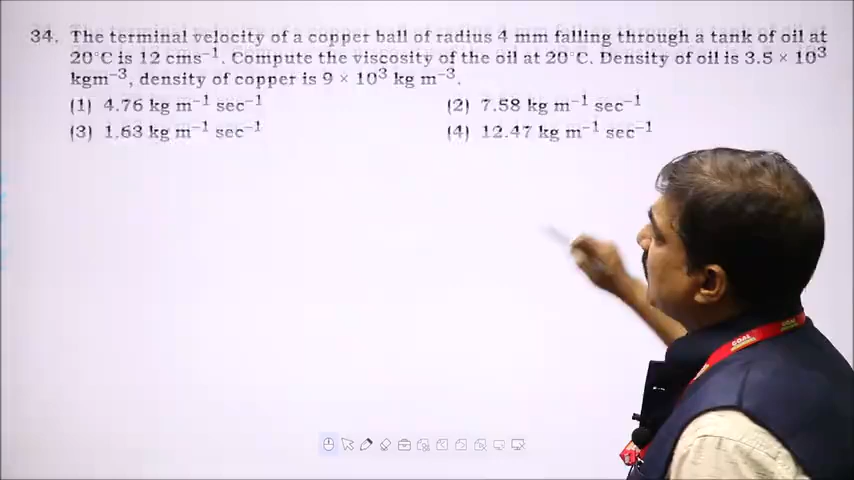 34. The terminal velocity of a copper ball of radius 4 mm falling through a tank of oil at
20°C is 12 cms⁻¹. Compute the viscosity of the oil at 20°C. Density of oil is 3.5 × 10³
kgm⁻³, density of copper is 9 × 10³ kg m⁻³.
(1) 4.76 kg m⁻¹ sec⁻¹ (2) 7.58 kg m⁻¹ sec⁻¹
(3) 1.63 kg m⁻¹ sec⁻¹ (4) 12.47 kg m⁻¹ sec⁻¹
GOAL